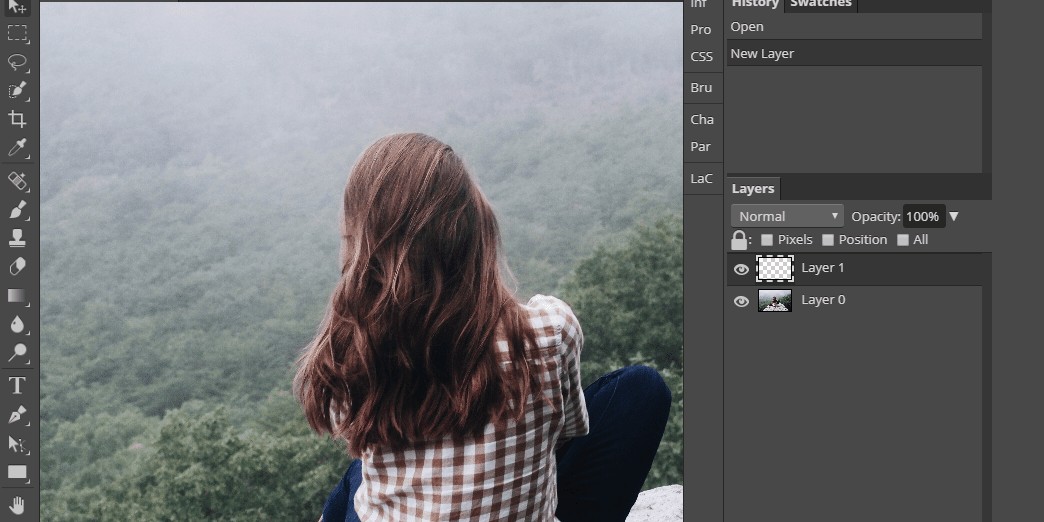 Inf
Pro
CSS
Bru
Cha
Par
LaC
History Swatches
Open
New Layer
Layers
Normal Opacity: 100%
: Pixels Position All
Layer 1
Layer 0
T